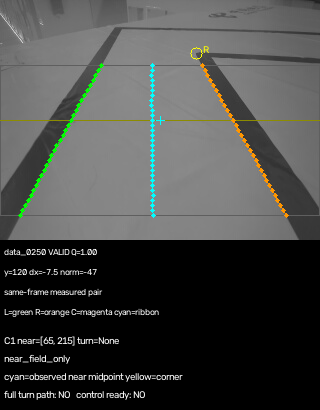 R
data_0250 VALID Q=1.00
y=120 dx=-7.5 norm=-47
same-frame measured pair
L=green R=orange C=magenta cyan=ribbon
C1 near=[65, 215] turn=None
near_field_only
cyan=observed near midpoint yellow=corner
full turn path: NO control ready: NO